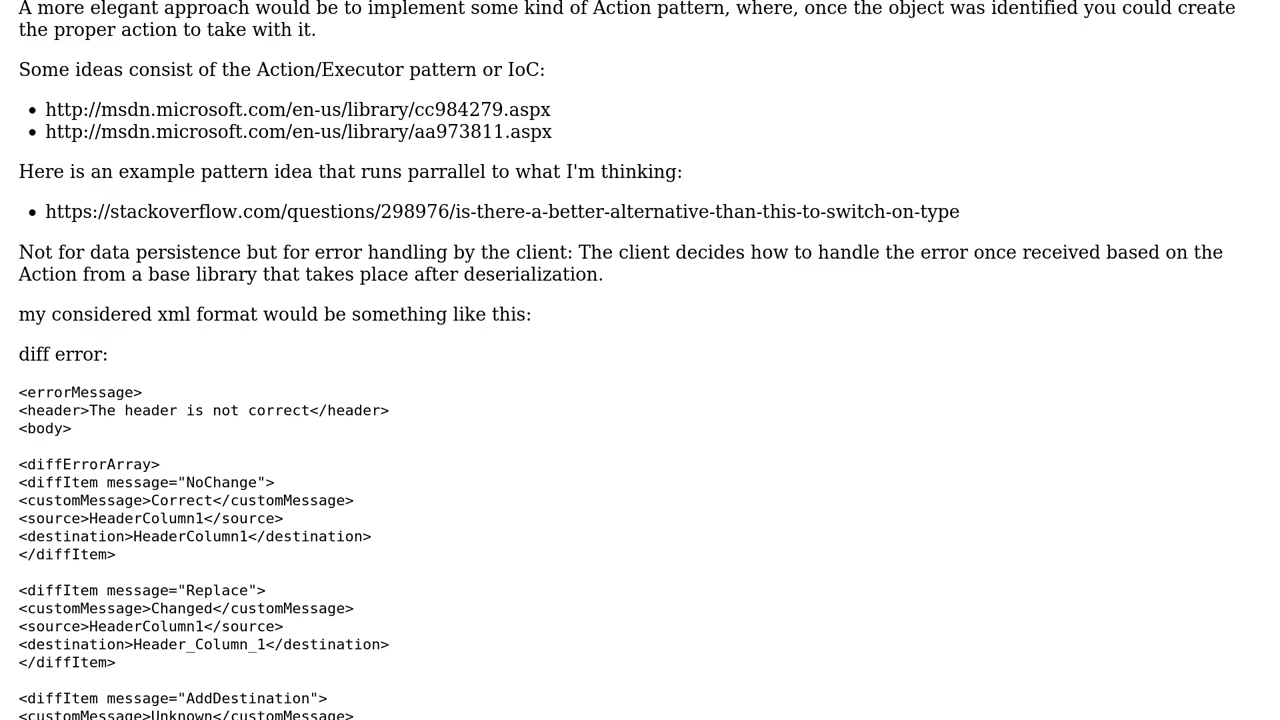 A more elegant approach would be to implement some kind of Action pattern, where, once the object was identified you could create
the proper action to take with it.
Some ideas consist of the Action/Executor pattern or IoC:
• http://msdn.microsoft.com/en-us/library/cc984279.aspx
• http://msdn.microsoft.com/en-us/library/aa973811.aspx
Here is an example pattern idea that runs parrallel to what I'm thinking:
• https://stackoverflow.com/questions/298976/is-there-a-better-alternative-than-this-to-switch-on-type
Not for data persistence but for error handling by the client: The client decides how to handle the error once received based on the
Action from a base library that takes place after deserialization.
my considered xml format would be something like this:
diff error:
<errorMessage>
<header>The header is not correct</header>
<body>
<diffErrorArray>
<diffItem message="NoChange">
<customMessage>Correct</customMessage>
<source>HeaderColumn1</source>
<destination>HeaderColumn1</destination>
</diffItem>
<diffItem message="Replace">
<customMessage>Changed</customMessage>
<source>HeaderColumn1</source>
<destination>Header_Column_1</destination>
</diffItem>
<diffItem message="AddDestination">
<customMessage>Unknown</customMessage>